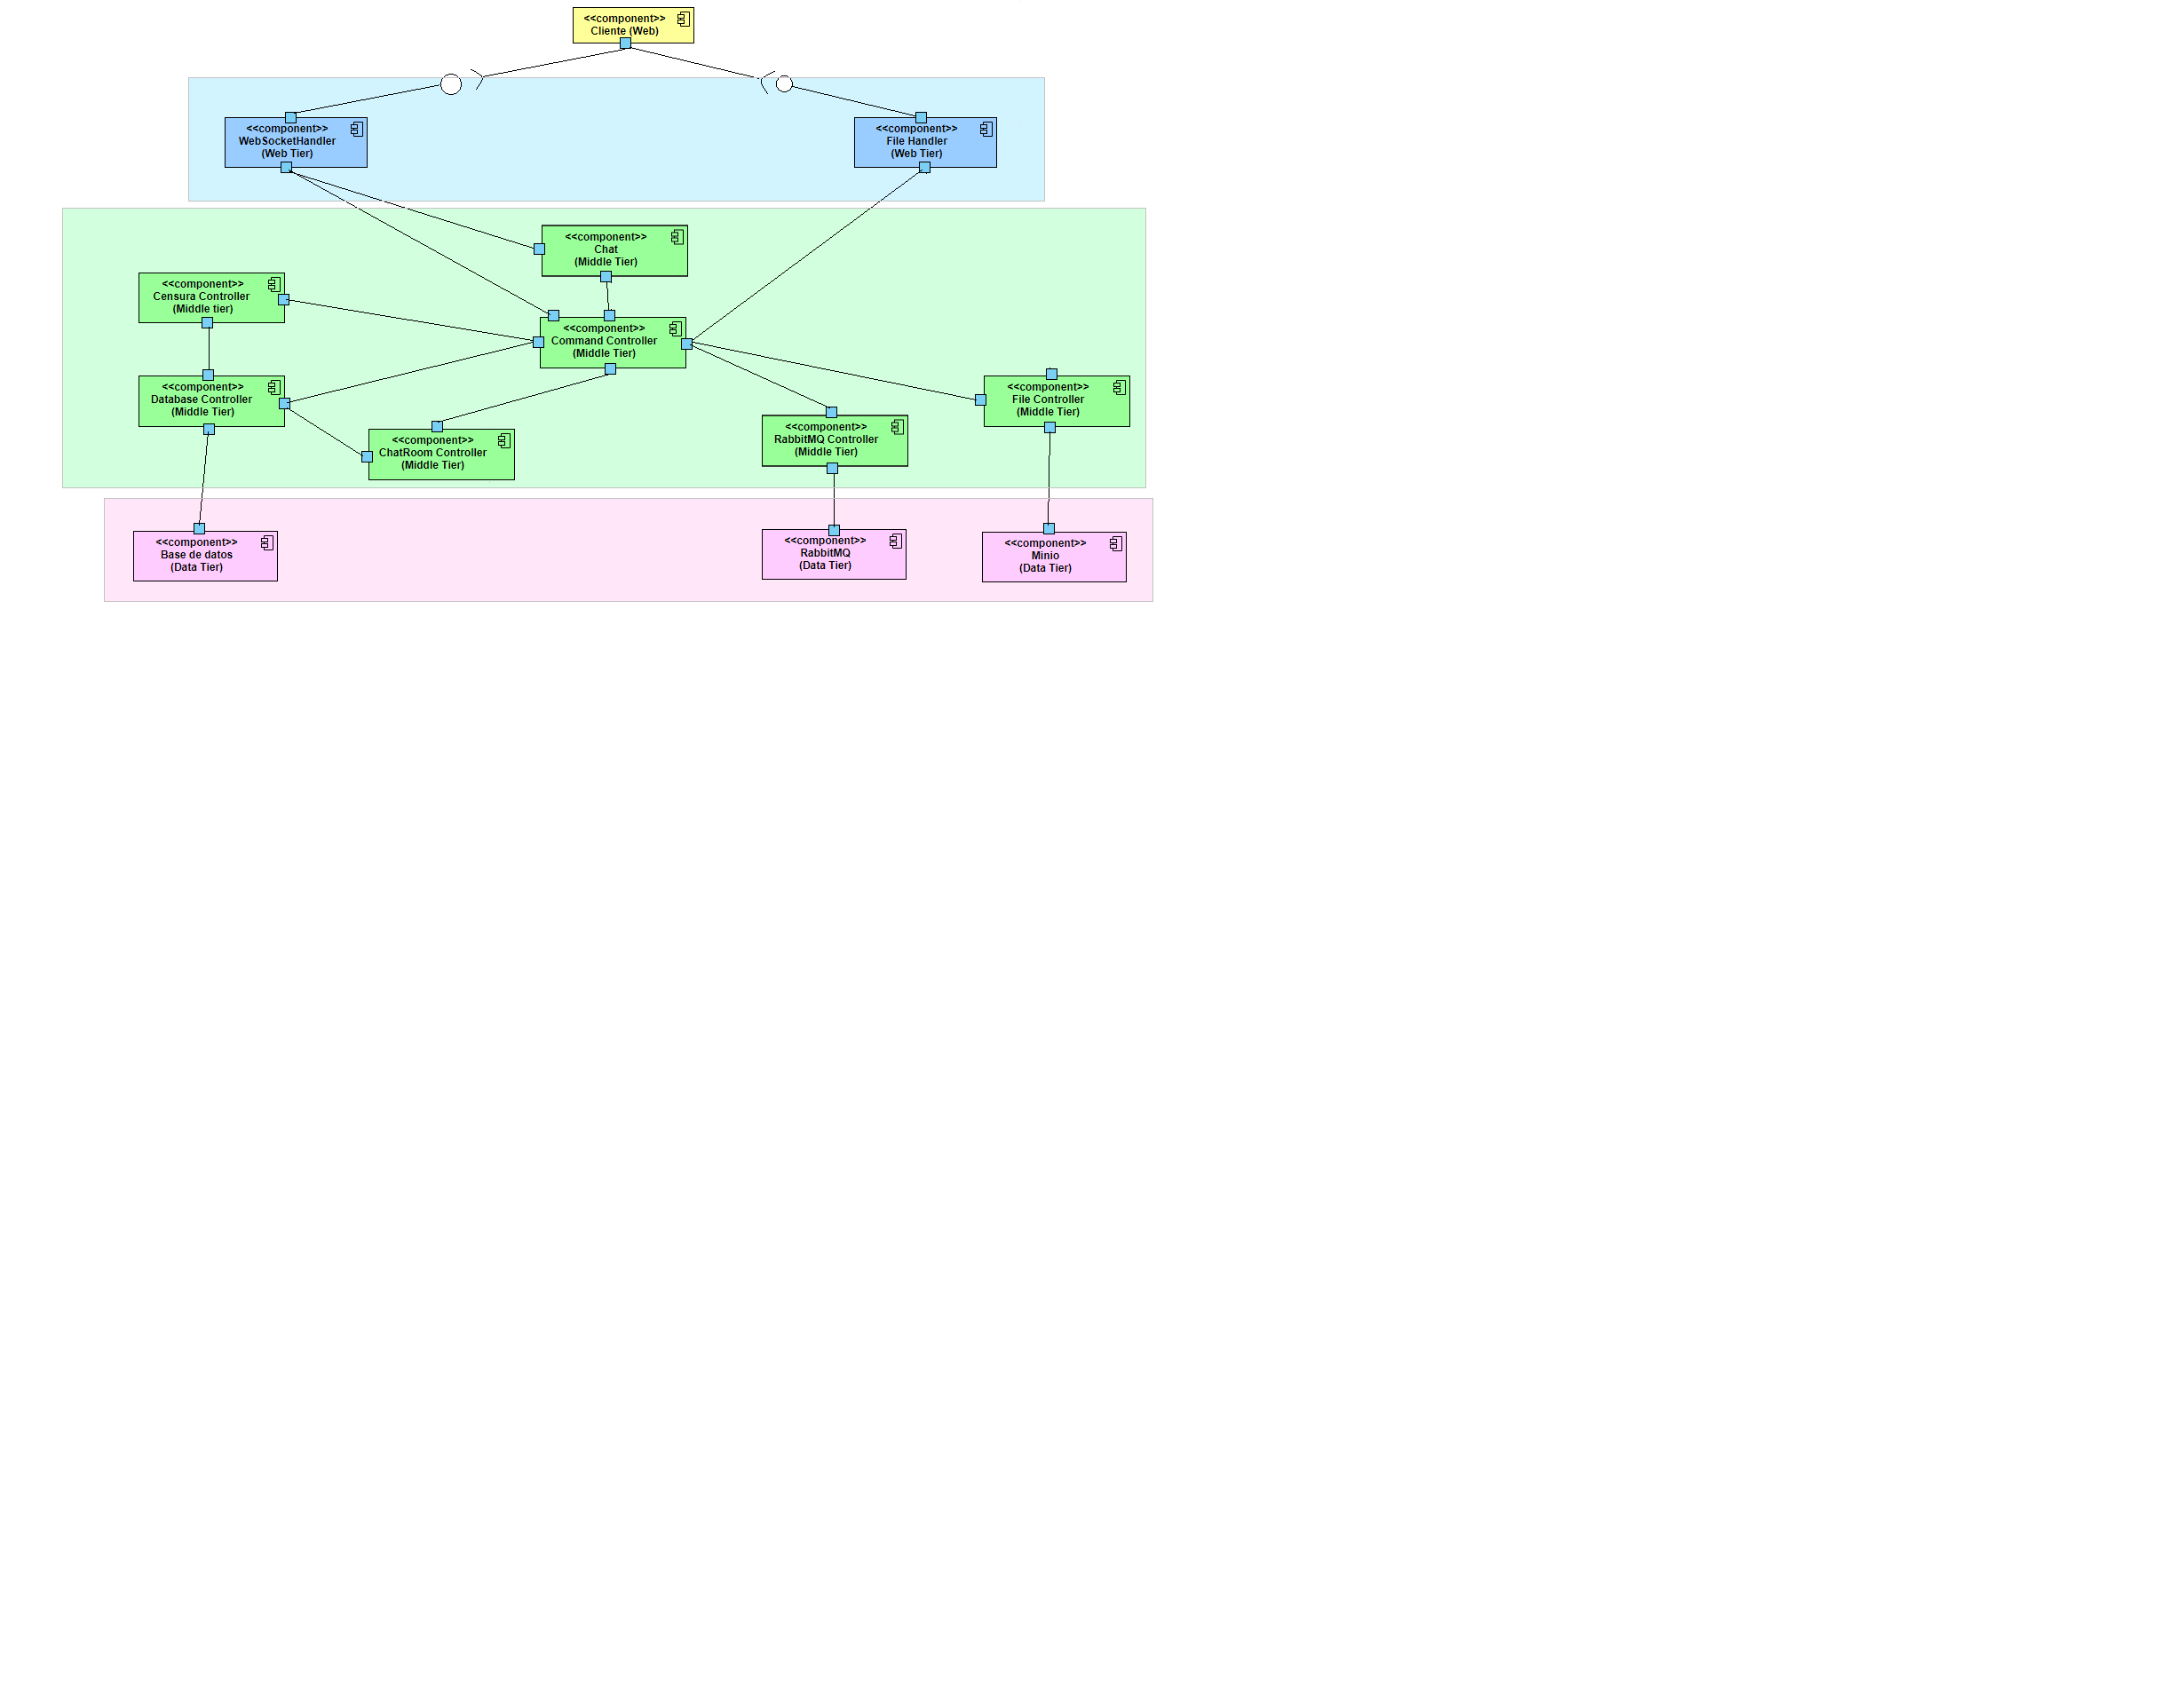 <<component>>
Cliente (Web)
<<component>>
WebSocketHandler
(Web Tier)
<<component>>
File Handler
(Web Tier)
<<component>>
Chat
(Middle Tier)
<<component>>
Censura Controller
(Middle tier)
<<component>>
Command Controller
(Middle Tier)
<<component>>
Database Controller
(Middle Tier)
<<component>>
File Controller
(Middle Tier)
<<component>>
ChatRoom Controller
(Middle Tier)
<<component>>
RabbitMQ Controller
(Middle Tier)
<<component>>
Base de datos
(Data Tier)
<<component>>
RabbitMQ
(Data Tier)
<<component>>
Minio
(Data Tier)